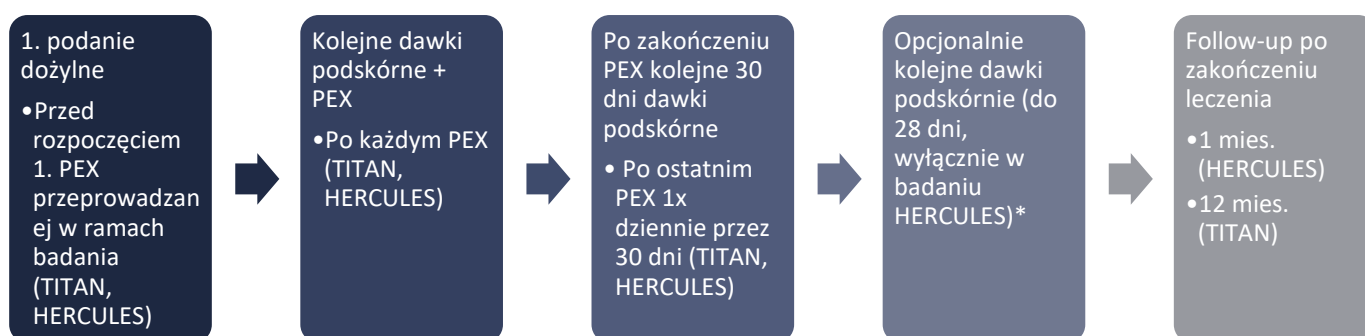 1. podanie
dożylne
•Przed
rozpoczęciem
1. PEX
przeprowadzan
ej w ramach
badania
(TITAN,
HERCULES)
Kolejne dawki
podskórne +
PEX
•Po każdym PEX
(TITAN,
HERCULES)
Po zakończeniu
PEX kolejne 30
dni dawki
podskórne
• Po ostatnim
PEX 1x
dziennie przez
30 dni (TITAN,
HERCULES)
Opcjonalnie
kolejne dawki
podskórnie (do
28 dni,
wyłącznie w
badaniu
HERCULES)*
Follow-up po
zakończeniu
leczenia
•1 mies.
(HERCULES)
•12 mies.
(TITAN)